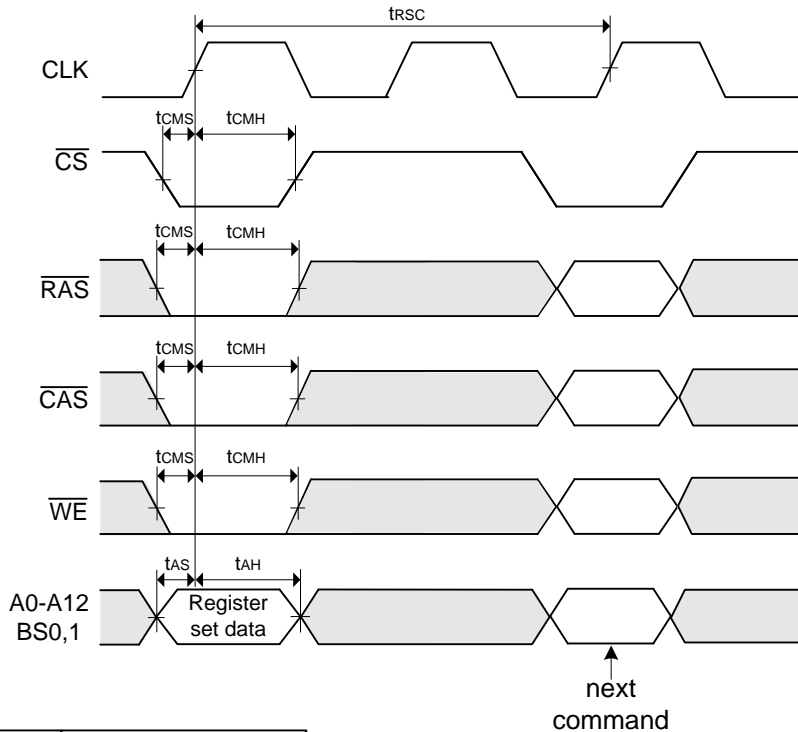 tRSC
CLK
tCMS tCMH
CS
tCMS tCMH
RAS
tCMS tCMH
CAS
tCMS tCMH
WE
tAS tAH
A0-A12
BS0,1
Register
set data
next
command